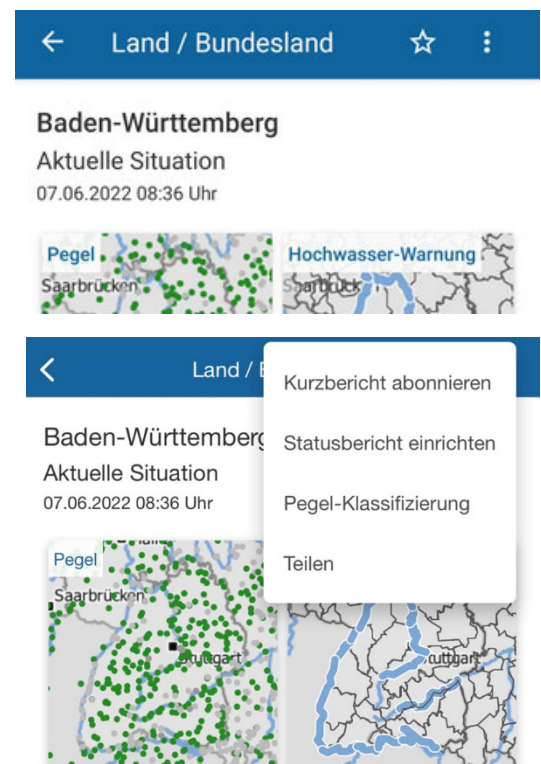 Land / Bundesland
Baden-Württemberg
Aktuelle Situation
07.06.2022 08:36 Uhr
Pegel
Hochwasser-Warnung
Saarbrücken
Land /
Kurzbericht abonnieren
Statusbericht einrichten
Pegel-Klassifizierung
Teilen
Baden-Württemberg
Aktuelle Situation
07.06.2022 08:36 Uhr
Pegel
Saarbrücken
Stuttgart